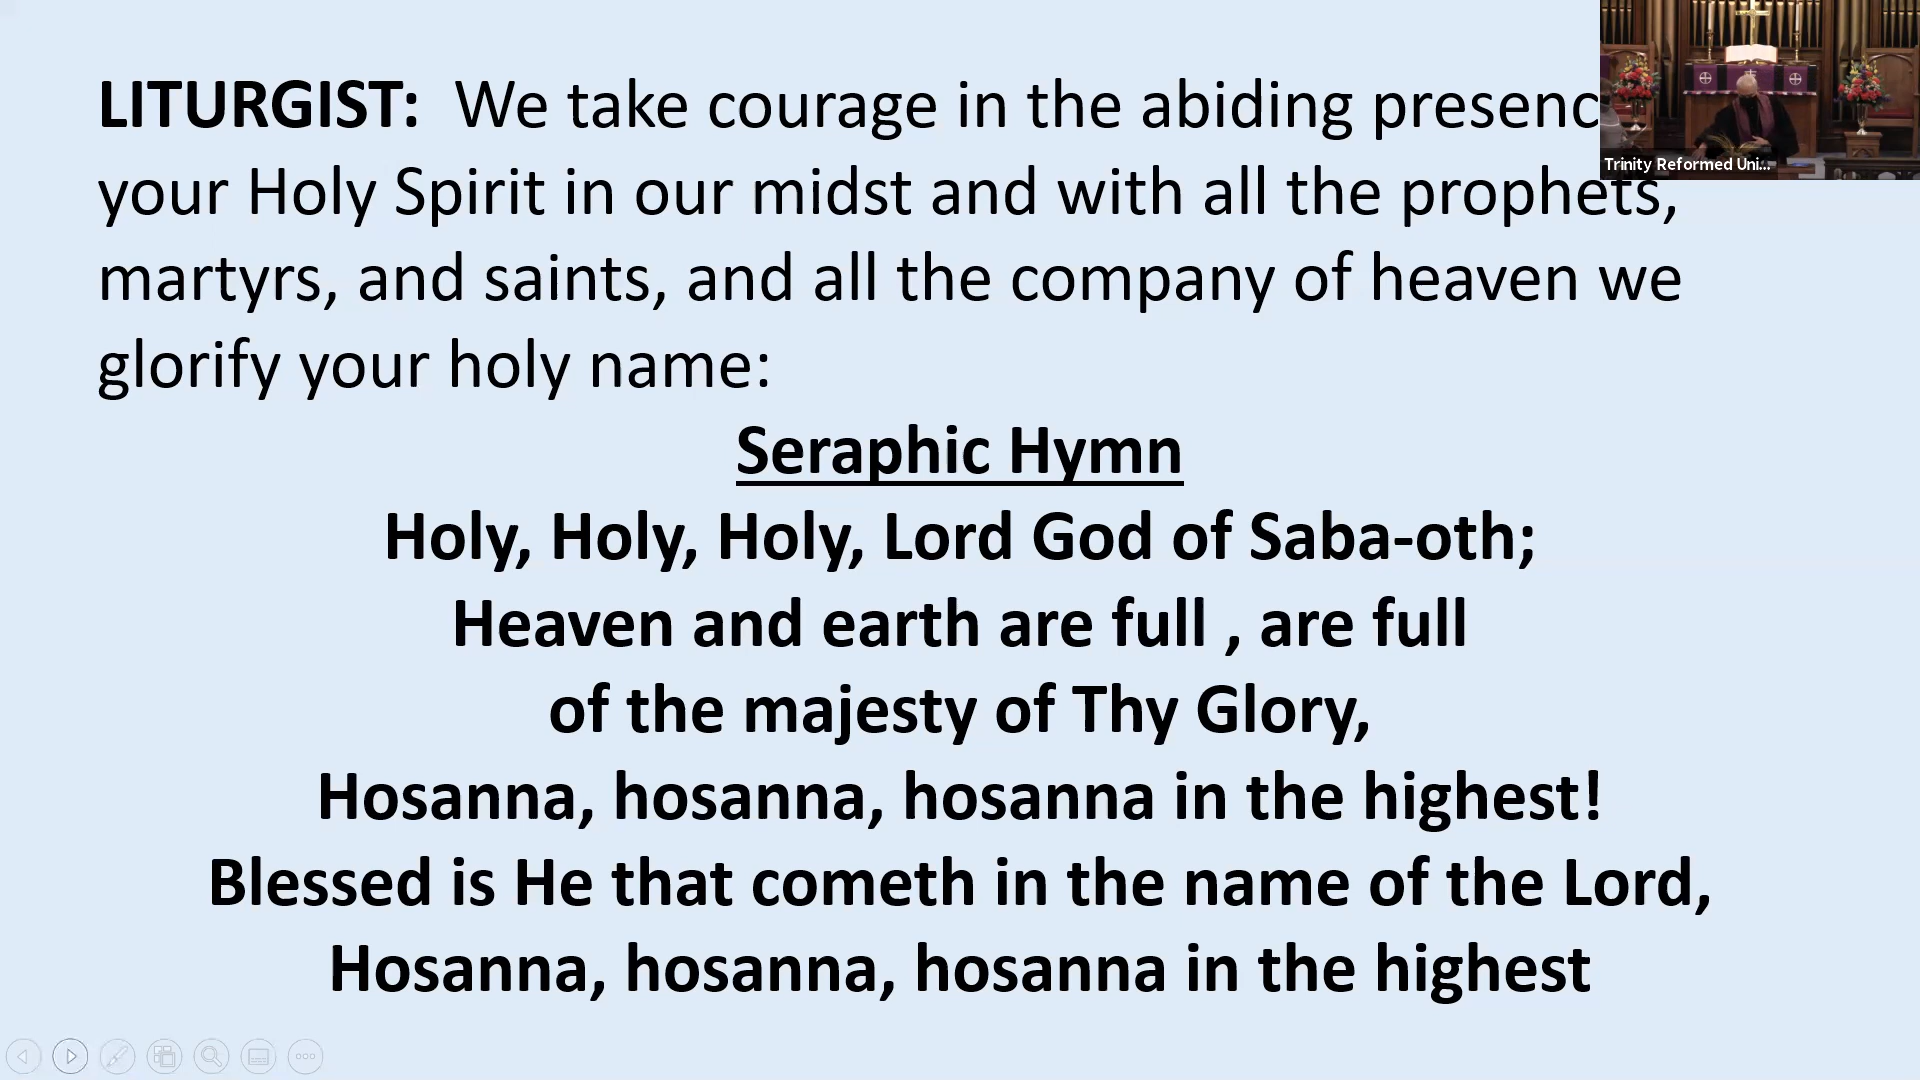 LITURGIST: We take courage in the abiding presenc
your Holy Spirit in our midst and with all the prophets,
martyrs, and saints, and all the company of heaven we
glorify your holy name:
Seraphic Hymn
Holy, Holy, Holy, Lord God of Saba-oth;
Heaven and earth are full , are full
of the majesty of Thy Glory,
Hosanna, hosanna, hosanna in the highest!
Blessed is He that cometh in the name of the Lord,
Hosanna, hosanna, hosanna in the highest
Trinity Reformed Uni...